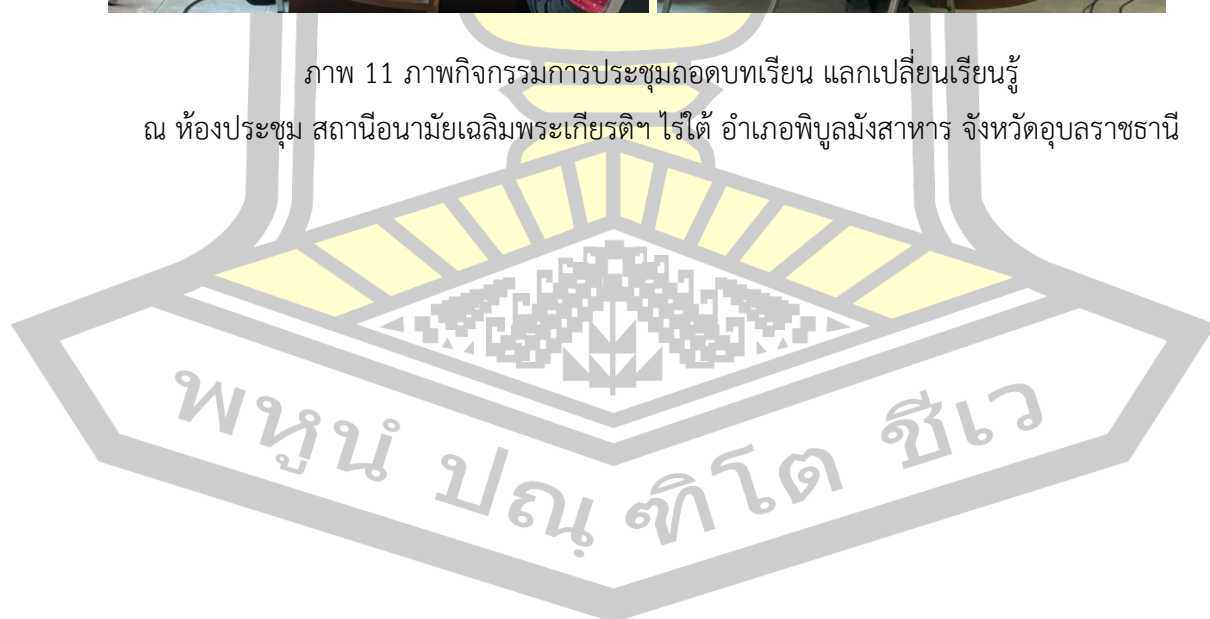 ภาพ 11 ภาพกิจกรรมการประชุมถอดบทเรียน แลกเปลี่ยนเรียนรู้
ณ ห้องประชุม สถานีอนามัยเฉลิมพระเกียรติฯ ไร่ใต้ อำเภอพิบูลมังสาหาร จังหวัดอุบลราชธานี
พหูนํ ปณฺฑิโต ชีเว